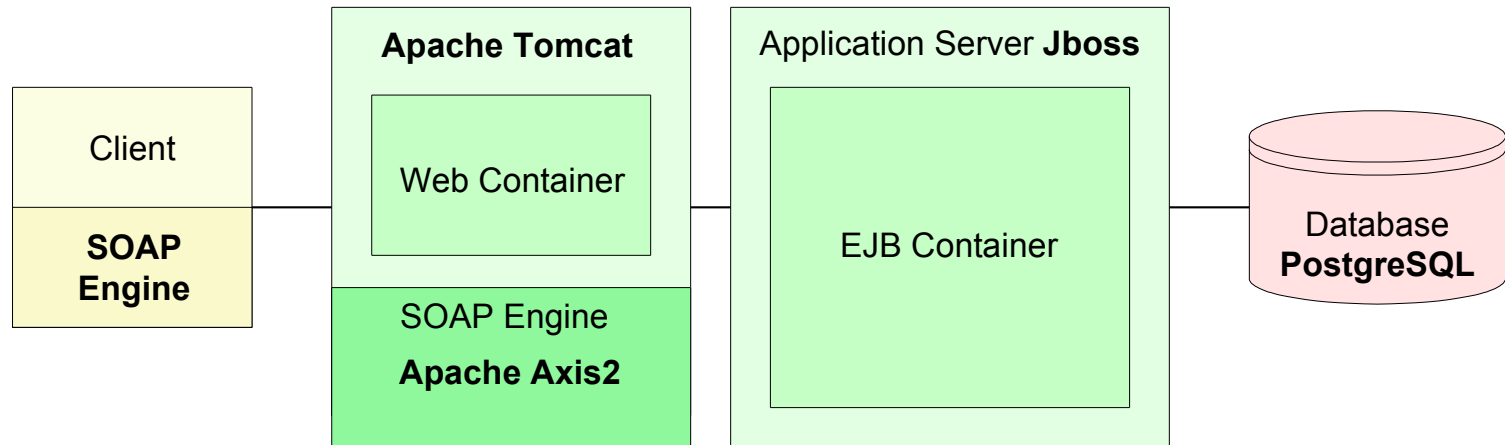 Client
SOAP
Engine
Apache Tomcat
Web Container
SOAP Engine
Apache Axis2
Application Server Jboss
EJB Container
Database
PostgreSQL